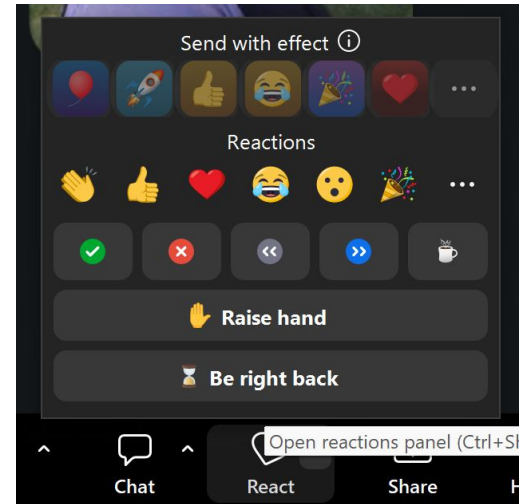 Send with effect
Reactions
Raise hand
Be right back
Open reactions panel (Ctrl+Sh
Chat
React
Share
H